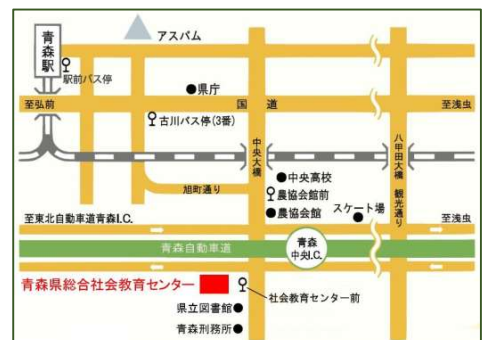 アスパム
青森駅
駅前バス停
県庁
至弘前
国道
至浅虫
古川バス停(3番)
中央大橋
八甲田大橋
観光通り
中央高校
旭町通り
農協会館前
農協会館
スケート場
至東北自動車道青森I.C.
至浅虫
青森自動車道
青森
中央I.C.
青森県総合社会教育センター
社会教育センター前
県立図書館
青森刑務所